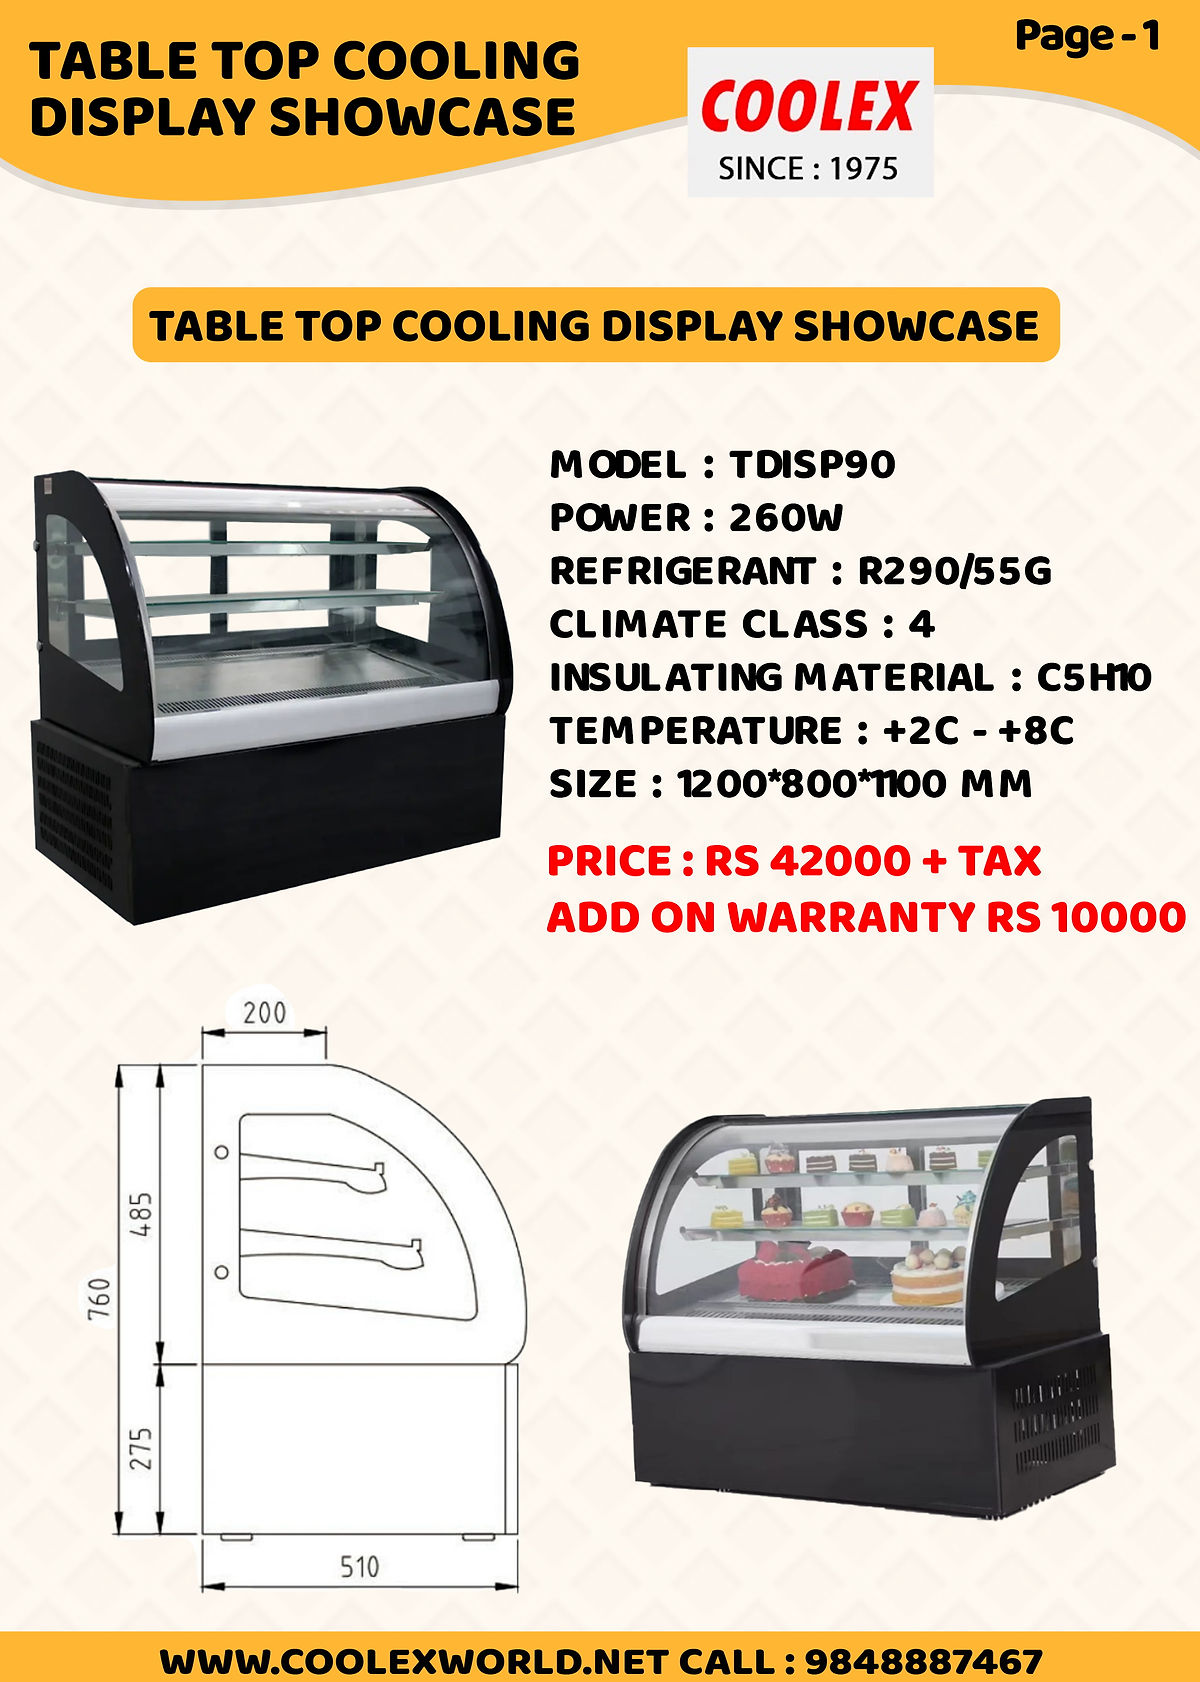 TABLE TOP COOLING
DISPLAY SHOWCASE
Page - 1
COOLEX
SINCE : 1975
TABLE TOP COOLING DISPLAY SHOWCASE
MODEL : TDISP90
POWER : 260W
REFRIGERANT : R290/55G
CLIMATE CLASS : 4
INSULATING MATERIAL : C5H10
TEMPERATURE : +2C - +8C
SIZE : 1200*800*1100 MM
PRICE : RS 42000 + TAX
ADD ON WARRANTY RS 10000
200
485
760
275
510
WWW.COOLEXWORLD.NET CALL : 9848887467